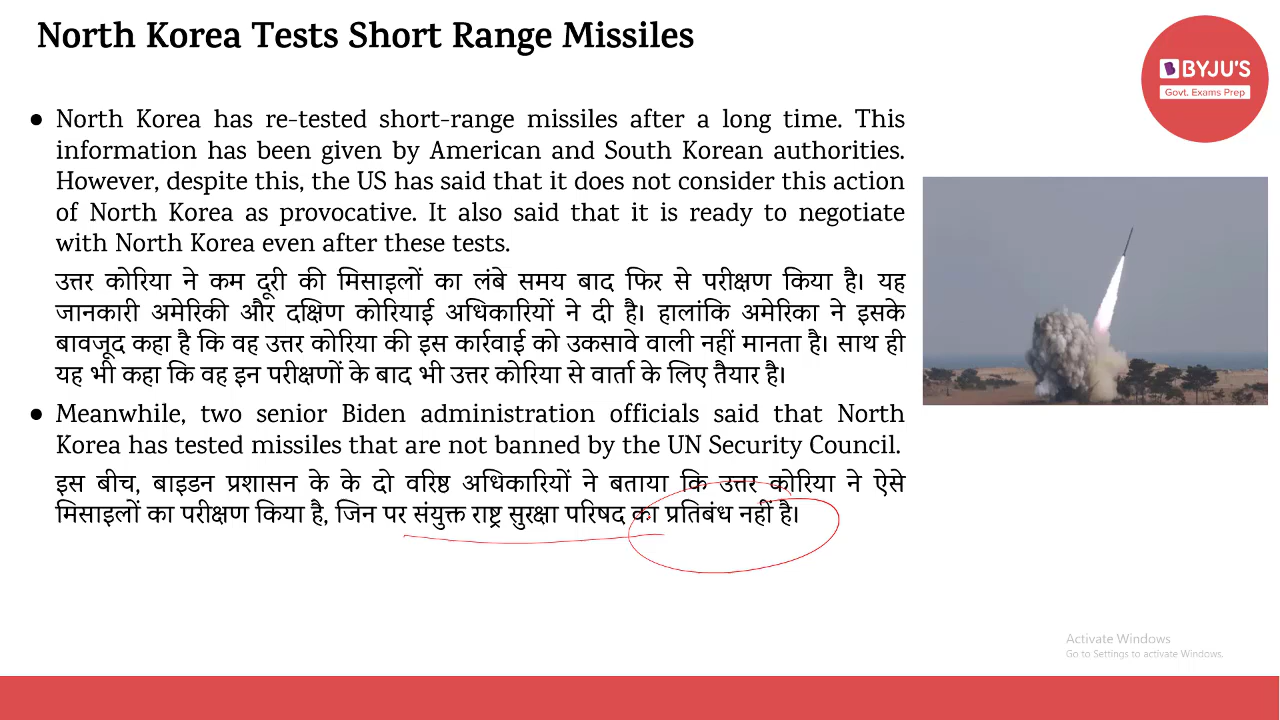 North Korea Tests Short Range Missiles
BYJU'S
Govt. Exams Prep
● North Korea has re-tested short-range missiles after a long time. This
information has been given by American and South Korean authorities.
However, despite this, the US has said that it does not consider this action
of North Korea as provocative. It also said that it is ready to negotiate
with North Korea even after these tests.
उत्तर कोरिया ने कम दूरी की मिसाइलों का लंबे समय बाद फिर से परीक्षण किया है। यह
जानकारी अमेरिकी और दक्षिण कोरियाई अधिकारियों ने दी है। हालांकि अमेरिका ने इसके
बावजूद कहा है कि वह उत्तर कोरिया की इस कार्रवाई को उकसावे वाली नहीं मानता है। साथ ही
यह भी कहा कि वह इन परीक्षणों के बाद भी उत्तर कोरिया से वार्ता के लिए तैयार है।
● Meanwhile, two senior Biden administration officials said that North
Korea has tested missiles that are not banned by the UN Security Council.
इस बीच, बाइडन प्रशासन के के दो वरिष्ठ अधिकारियों ने बताया कि उत्तर कोरिया ने ऐसे
मिसाइलों का परीक्षण किया है, जिन पर संयुक्त राष्ट्र सुरक्षा परिषद का प्रतिबंध नहीं है।
Activate Windows
Go to Settings to activate Windows.